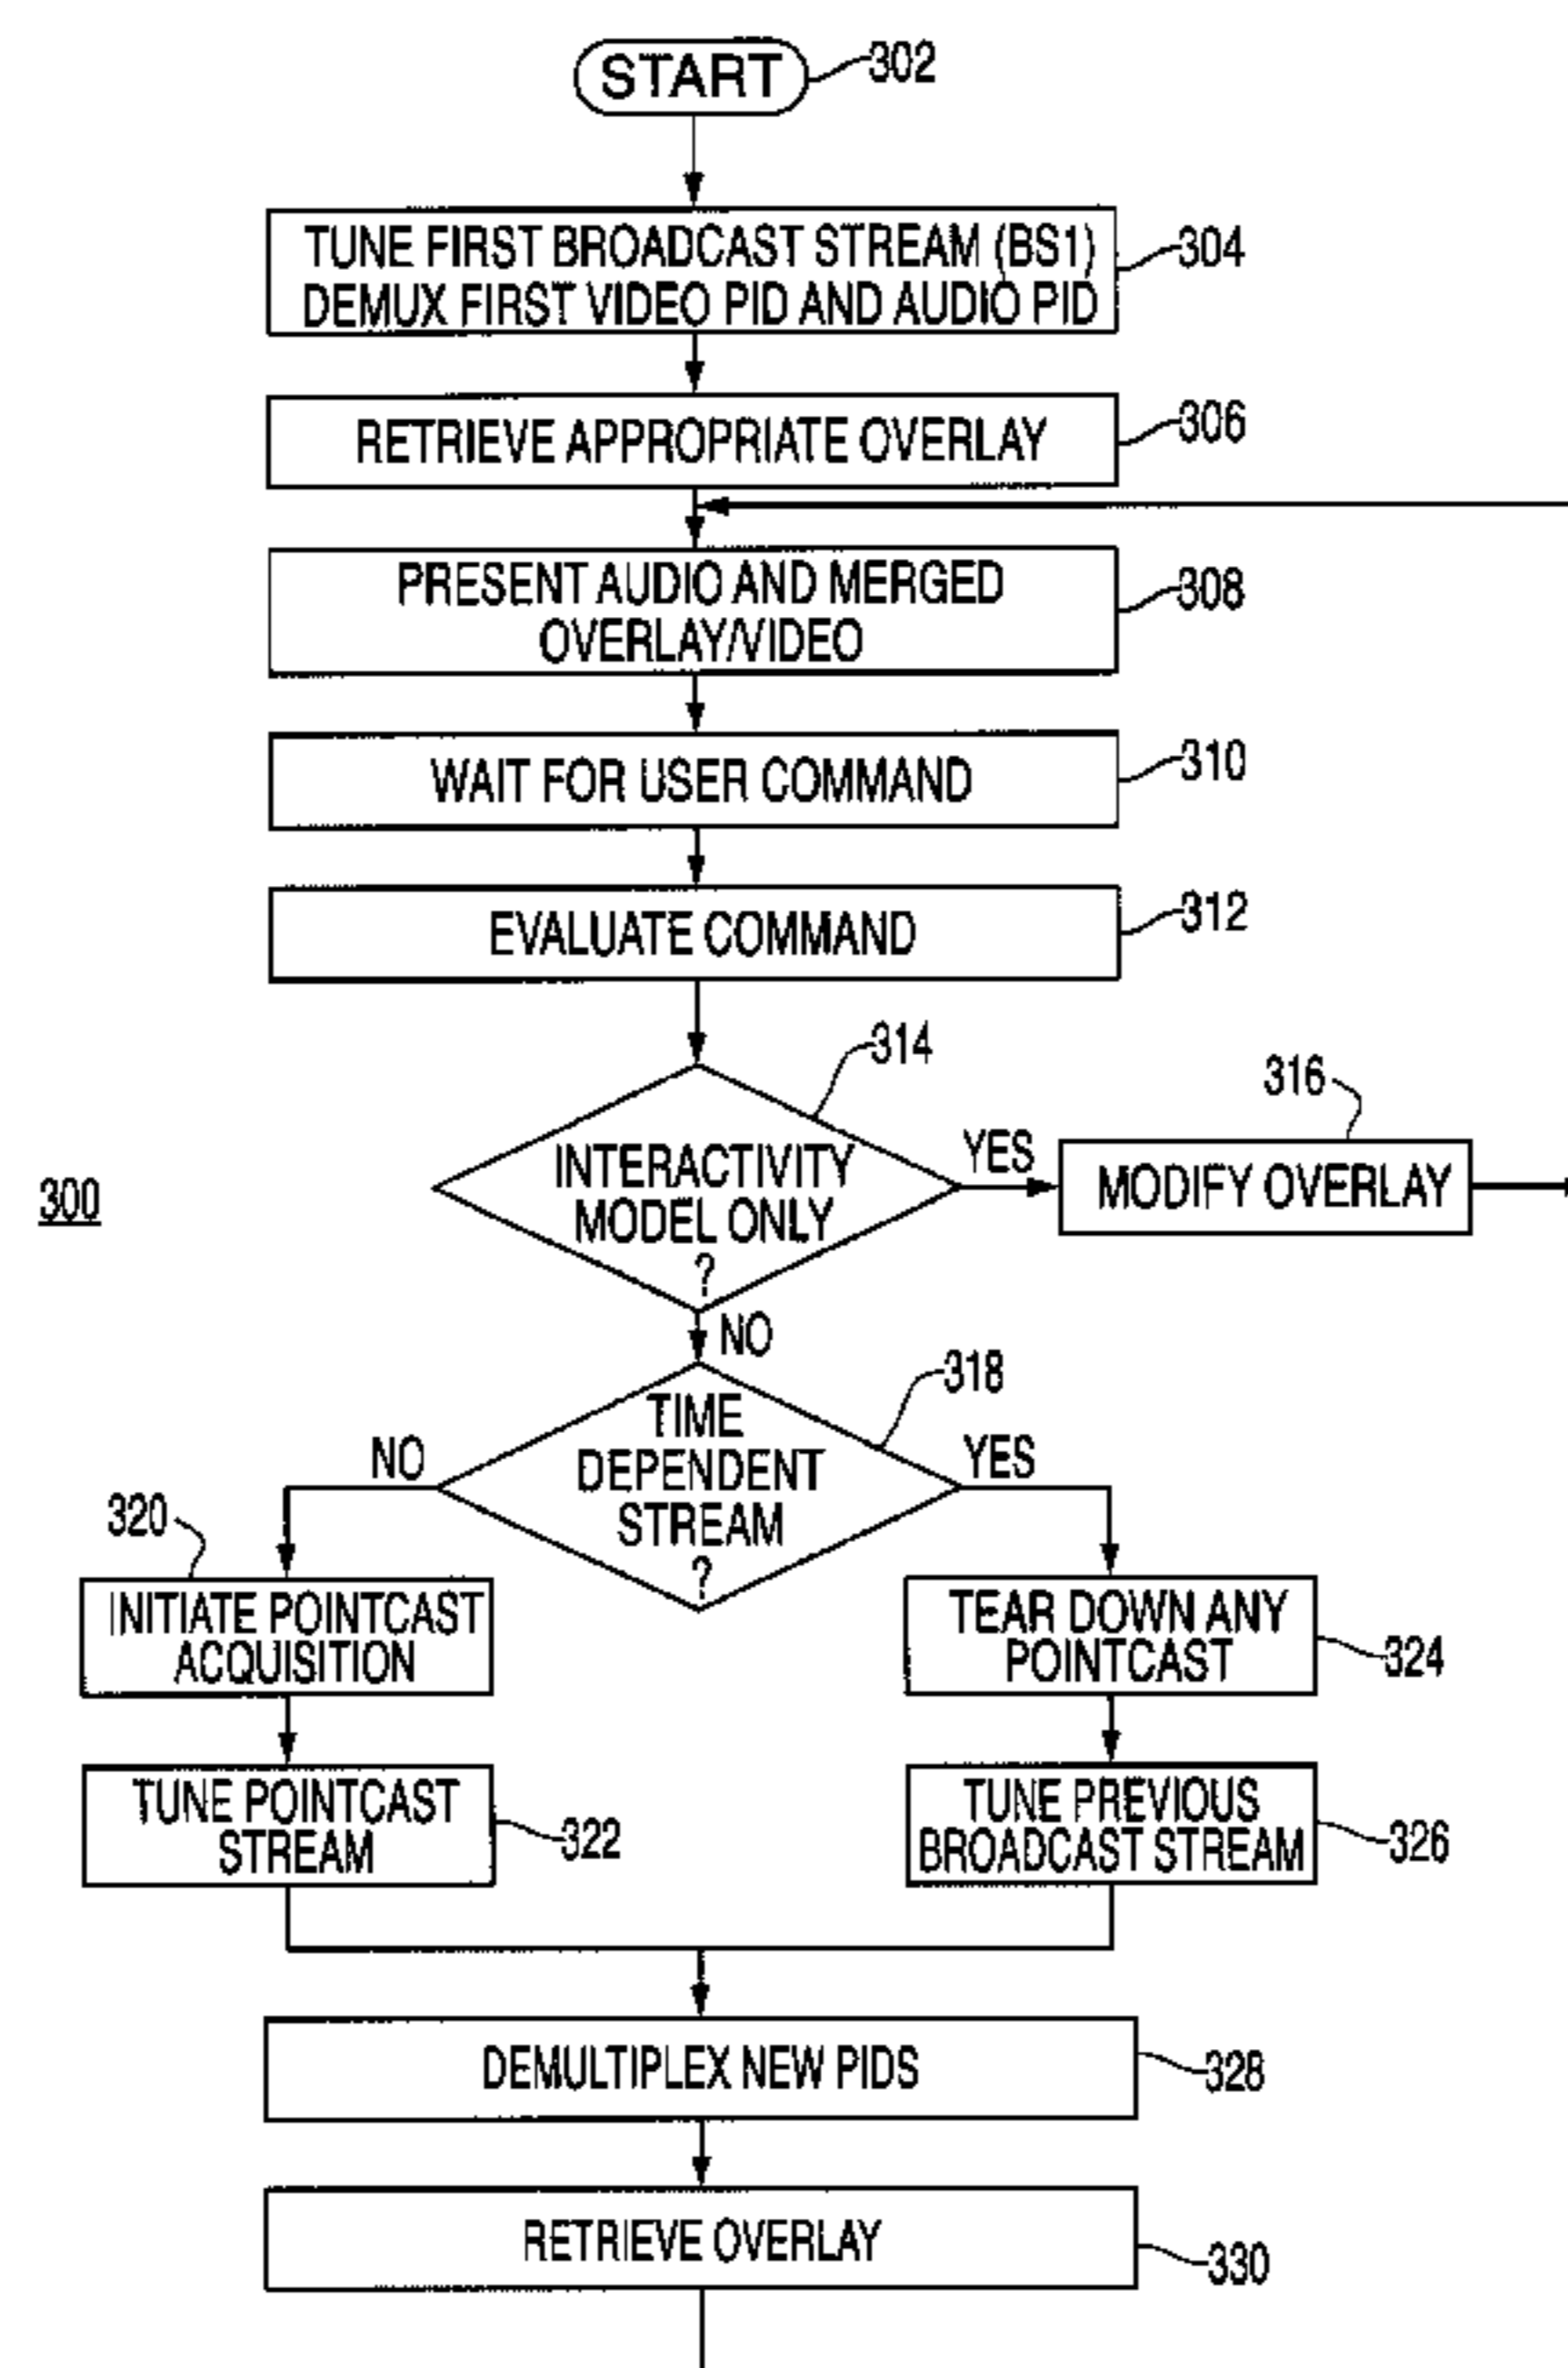 START
302
TUNE FIRST BROADCAST STREAM (BS1)
DEMUX FIRST VIDEO PID AND AUDIO PID
304
RETRIEVE APPROPRIATE OVERLAY
306
PRESENT AUDIO AND MERGED
OVERLAY/VIDEO
308
WAIT FOR USER COMMAND
310
EVALUATE COMMAND
312
314
316
INTERACTIVITY
MODEL ONLY
?
YES
MODIFY OVERLAY
300
NO
318
TIME
DEPENDENT
STREAM
?
NO
YES
320
INITIATE POINTCAST
ACQUISITION
TEAR DOWN ANY
POINTCAST
324
TUNE POINTCAST
STREAM
322
TUNE PREVIOUS
BROADCAST STREAM
326
DEMULTIPLEX NEW PIDS
328
RETRIEVE OVERLAY
330